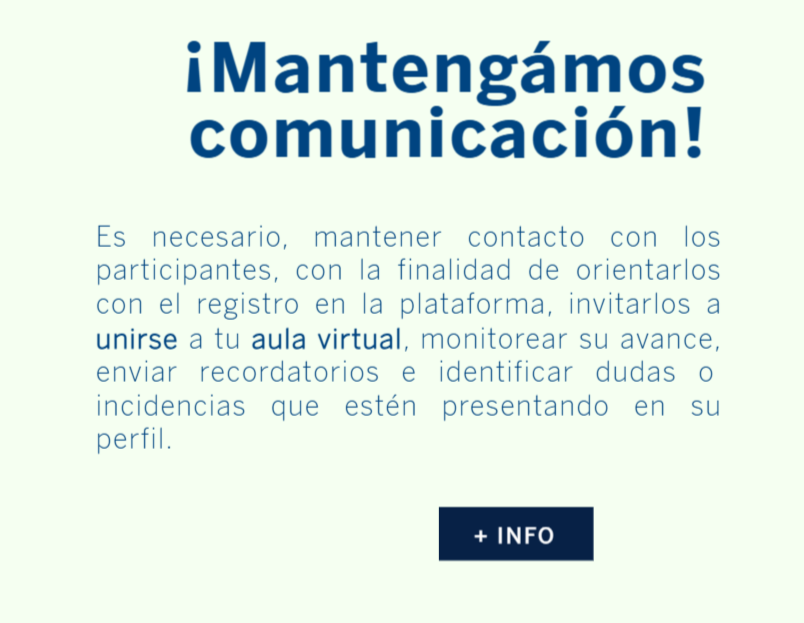 ¡Mantengámos
comunicación!
Es necesario, mantener contacto con los
participantes, con la finalidad de orientarlos
con el registro en la plataforma, invitarlos a
unirse a tu aula virtual, monitorear su avance,
enviar recordatorios e identificar dudas o
incidencias que estén presentando en su
perfil.
+ INFO